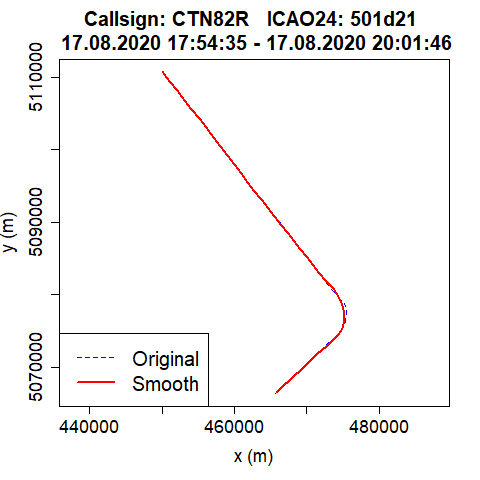 Callsign: CTN82R   ICAO24: 501d21
17.08.2020 17:54:35 - 17.08.2020 20:01:46
5110000
5090000
5070000
y (m)
Original
Smooth
440000
460000
480000
x (m)